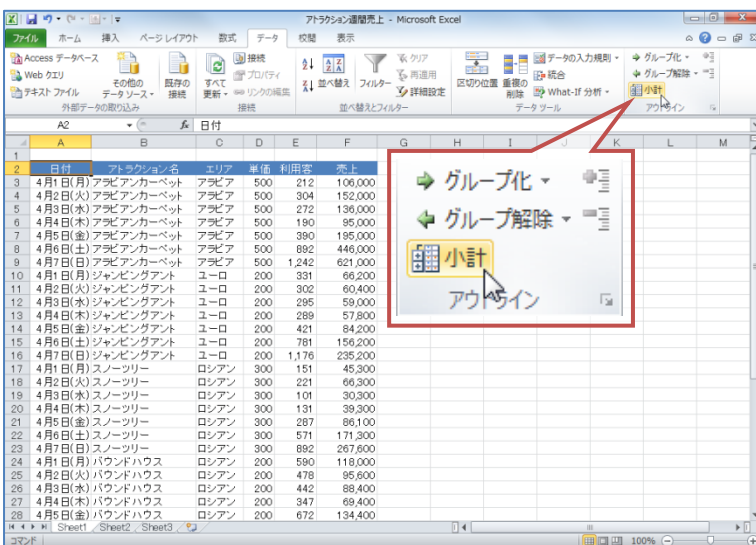 アトラクション週間売上 - Microsoft Excel
ファイル ホーム 挿入 ページ レイアウト 数式 データ 校閲 表示
Access データベース
Web クエリ
テキスト ファイル
その他の データ ソース
既存の 接続
外部データの取り込み
すべて 更新
接続
プロパティ
リンクの編集
接続
並べ替え
フィルター
クリア
再適用
詳細設定
並べ替えとフィルター
区切り位置
重複の 削除
データの入力規則
統合
What-If 分析
データ ツール
グループ化
グループ解除
小計
アウトライン
A2 fx 日付
A B C D E F G H I J K L M
1
2 日付 アトラクション名 エリア 単価 利用客 売上
3 4月1日(月) アラビアンカーペット アラビア 500 212 106,000
4 4月2日(火) アラビアンカーペット アラビア 500 304 152,000
5 4月3日(水) アラビアンカーペット アラビア 500 272 136,000
6 4月4日(木) アラビアンカーペット アラビア 500 190 95,000
7 4月5日(金) アラビアンカーペット アラビア 500 390 195,000
8 4月6日(土) アラビアンカーペット アラビア 500 892 446,000
9 4月7日(日) アラビアンカーペット アラビア 500 1,242 621,000
10 4月1日(月) ジャンピングアント ユーロ 200 331 66,200
11 4月2日(火) ジャンピングアント ユーロ 200 302 60,400
12 4月3日(水) ジャンピングアント ユーロ 200 295 59,000
13 4月4日(木) ジャンピングアント ユーロ 200 289 57,800
14 4月5日(金) ジャンピングアント ユーロ 200 421 84,200
15 4月6日(土) ジャンピングアント ユーロ 200 781 156,200
16 4月7日(日) ジャンピングアント ユーロ 200 1,176 235,200
17 4月1日(月) スノーツリー ロシアン 300 151 45,300
18 4月2日(火) スノーツリー ロシアン 300 221 66,300
19 4月3日(水) スノーツリー ロシアン 300 101 30,300
20 4月4日(木) スノーツリー ロシアン 300 131 39,300
21 4月5日(金) スノーツリー ロシアン 300 287 86,100
22 4月6日(土) スノーツリー ロシアン 300 571 171,300
23 4月7日(日) スノーツリー ロシアン 300 892 267,600
24 4月1日(月) バウンドハウス ロシアン 200 590 118,000
25 4月2日(火) バウンドハウス ロシアン 200 478 95,600
26 4月3日(水) バウンドハウス ロシアン 200 442 88,400
27 4月4日(木) バウンドハウス ロシアン 200 347 69,400
28 4月5日(金) バウンドハウス ロシアン 200 672 134,400
グループ化
グループ解除
小計
アウトライン
Sheet1 Sheet2 Sheet3
コマンド 100%